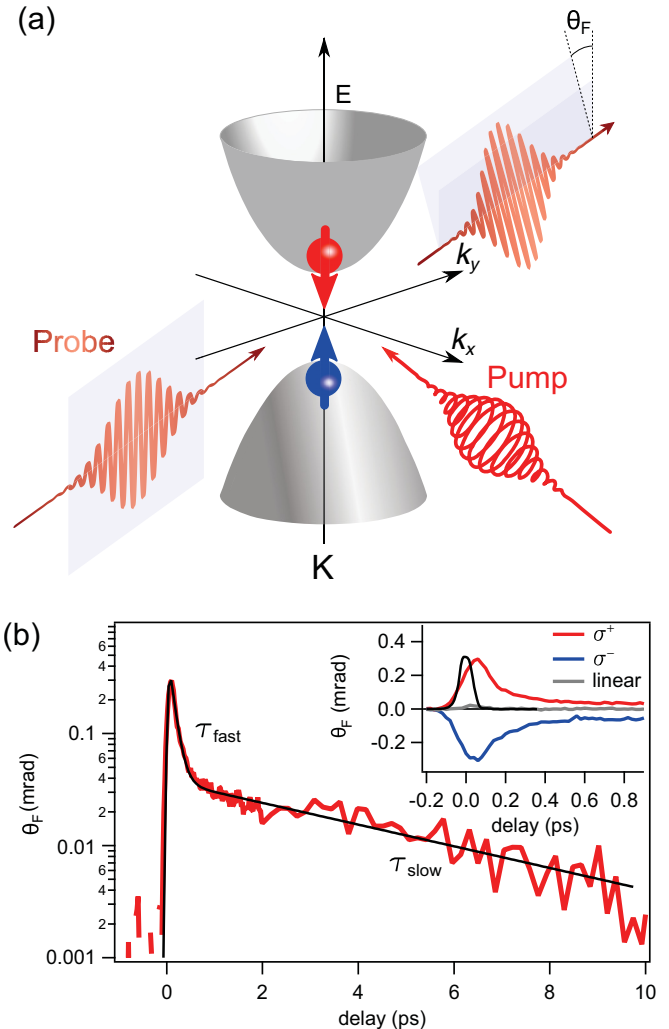 (a)
θF
E
ky
Probe
kx
Pump
K
(b)
σ+
σ−
linear
0.4
0.2
0.0
-0.2
θF (mrad)
-0.2 0.0 0.2 0.4 0.6 0.8
delay (ps)
τfast
τslow
6
4
2
0.1
6
4
2
0.01
6
4
2
0.001
θF (mrad)
0 2 4 6 8 10
delay (ps)